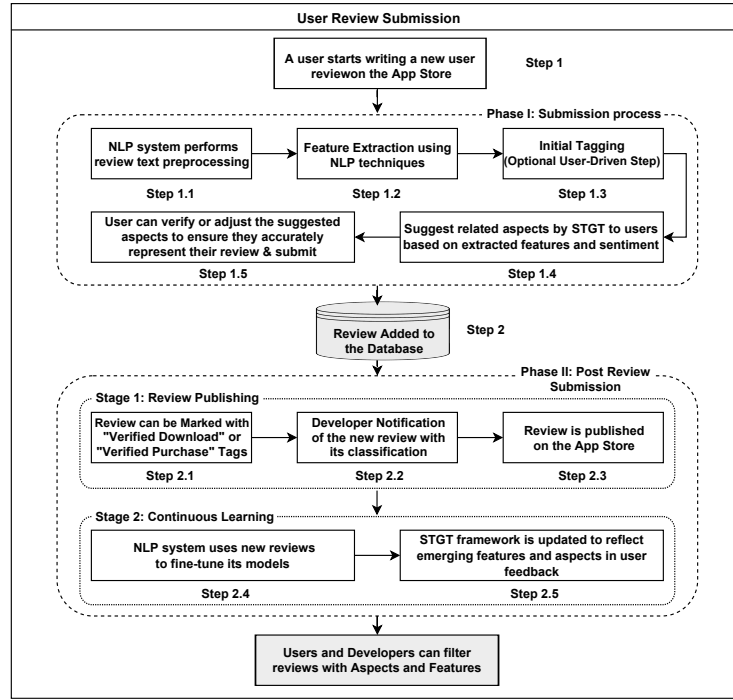 User Review Submission
A user starts writing a new user
reviewon the App Store
Step 1
Phase I: Submission process
NLP system performs
review text preprocessing
Step 1.1
Feature Extraction using
NLP techniques
Step 1.2
Initial Tagging
(Optional User-Driven Step)
Step 1.3
Suggest related aspects by STGT to users
based on extracted features and sentiment
Step 1.4
User can verify or adjust the suggested
aspects to ensure they accurately
represent their review & submit
Step 1.5
Review Added to
the Database
Step 2
Phase II: Post Review
Submission
Stage 1: Review Publishing
Review can be Marked with
"Verified Download" or
"Verified Purchase" Tags
Step 2.1
Developer Notification
of the new review with
its classification
Step 2.2
Review is published
on the App Store
Step 2.3
Stage 2: Continuous Learning
NLP system uses new reviews
to fine-tune its models
Step 2.4
STGT framework is updated to reflect
emerging features and aspects in user
feedback
Step 2.5
Users and Developers can filter
reviews with Aspects and Features